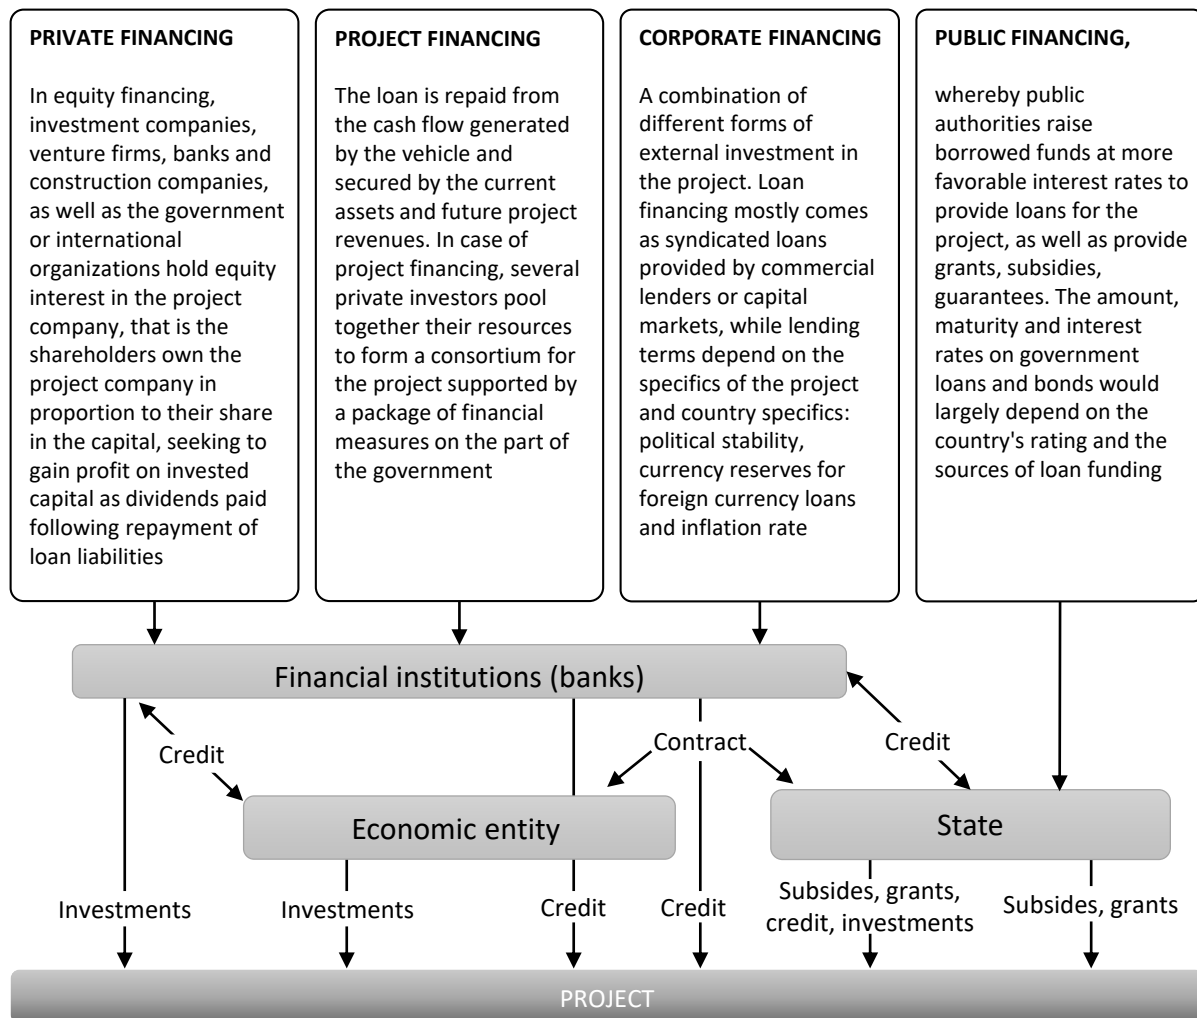 PRIVATE FINANCING
In equity financing,
investment companies,
venture firms, banks and
construction companies,
as well as the government
or international
organizations hold equity
interest in the project
company, that is the
shareholders own the
project company in
proportion to their share
in the capital, seeking to
gain profit on invested
capital as dividends paid
following repayment of
loan liabilities
PROJECT FINANCING
The loan is repaid from
the cash flow generated
by the vehicle and
secured by the current
assets and future project
revenues. In case of
project financing, several
private investors pool
together their resources
to form a consortium for
the project supported by
a package of financial
measures on the part of
the government
CORPORATE FINANCING
A combination of
different forms of
external investment in
the project. Loan
financing mostly comes
as syndicated loans
provided by commercial
lenders or capital
markets, while lending
terms depend on the
specifics of the project
and country specifics:
political stability,
currency reserves for
foreign currency loans
and inflation rate
PUBLIC FINANCING,
whereby public
authorities raise
borrowed funds at more
favorable interest rates to
provide loans for the
project, as well as provide
grants, subsidies,
guarantees. The amount,
maturity and interest
rates on government
loans and bonds would
largely depend on the
country's rating and the
sources of loan funding
Financial institutions (banks)
Credit
Contract
Credit
Economic entity
State
Investments
Investments
Credit
Credit
Subsides, grants,
credit, investments
Subsides, grants
PROJECT